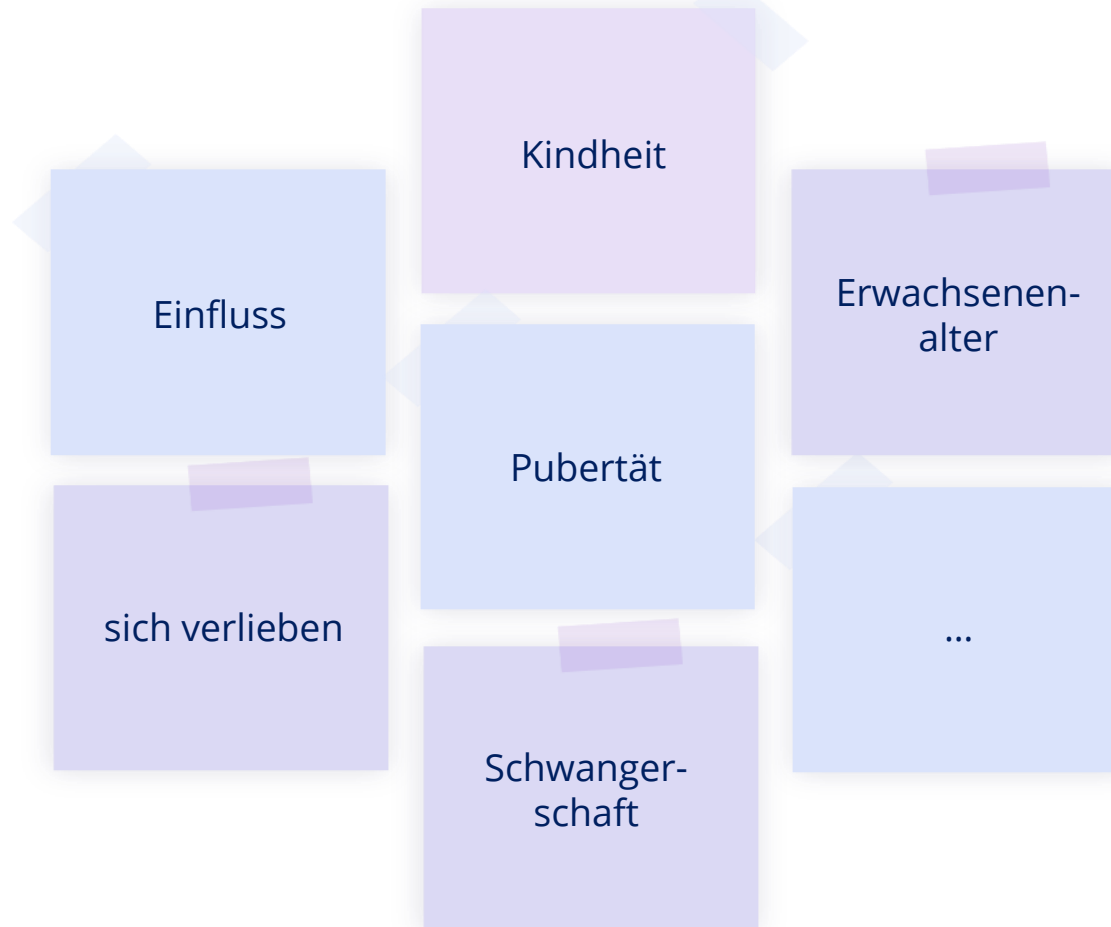 Kindheit
Einfluss
Erwachsenen-
alter
Pubertät
sich verlieben
...
Schwanger-
schaft